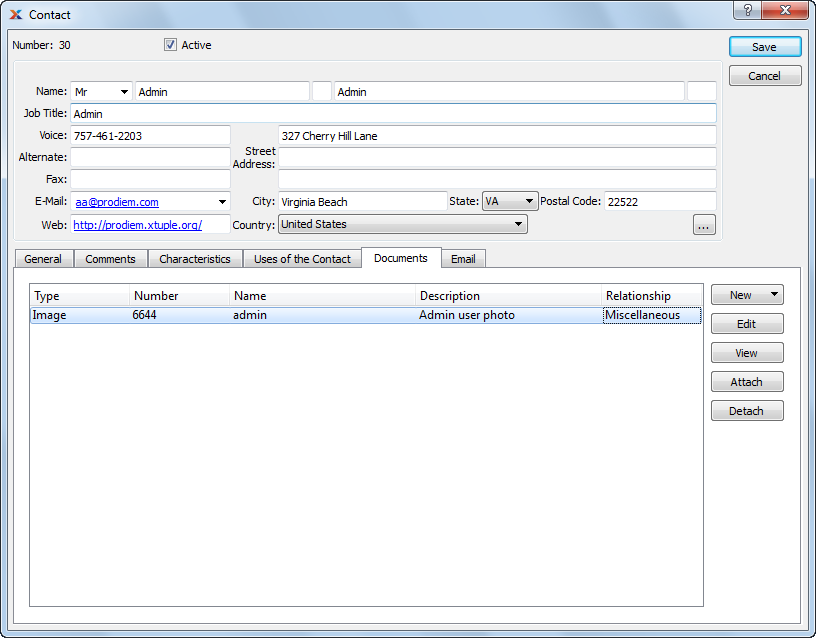 Contact
Number: 30 Active Save
Cancel
Name: Mr Admin Admin
Job Title: Admin
Voice: 757-461-2203 Street Address: 327 Cherry Hill Lane
Alternate:
Fax:
E-Mail: aa@prodiem.com City: Virginia Beach State: VA Postal Code: 22522
Web: http://prodiem.xtuple.org/ Country: United States ...
General Comments Characteristics Uses of the Contact Documents Email
Type Number Name Description Relationship New
Image 6644 admin Admin user photo Miscellaneous
Edit
View
Attach
Detach